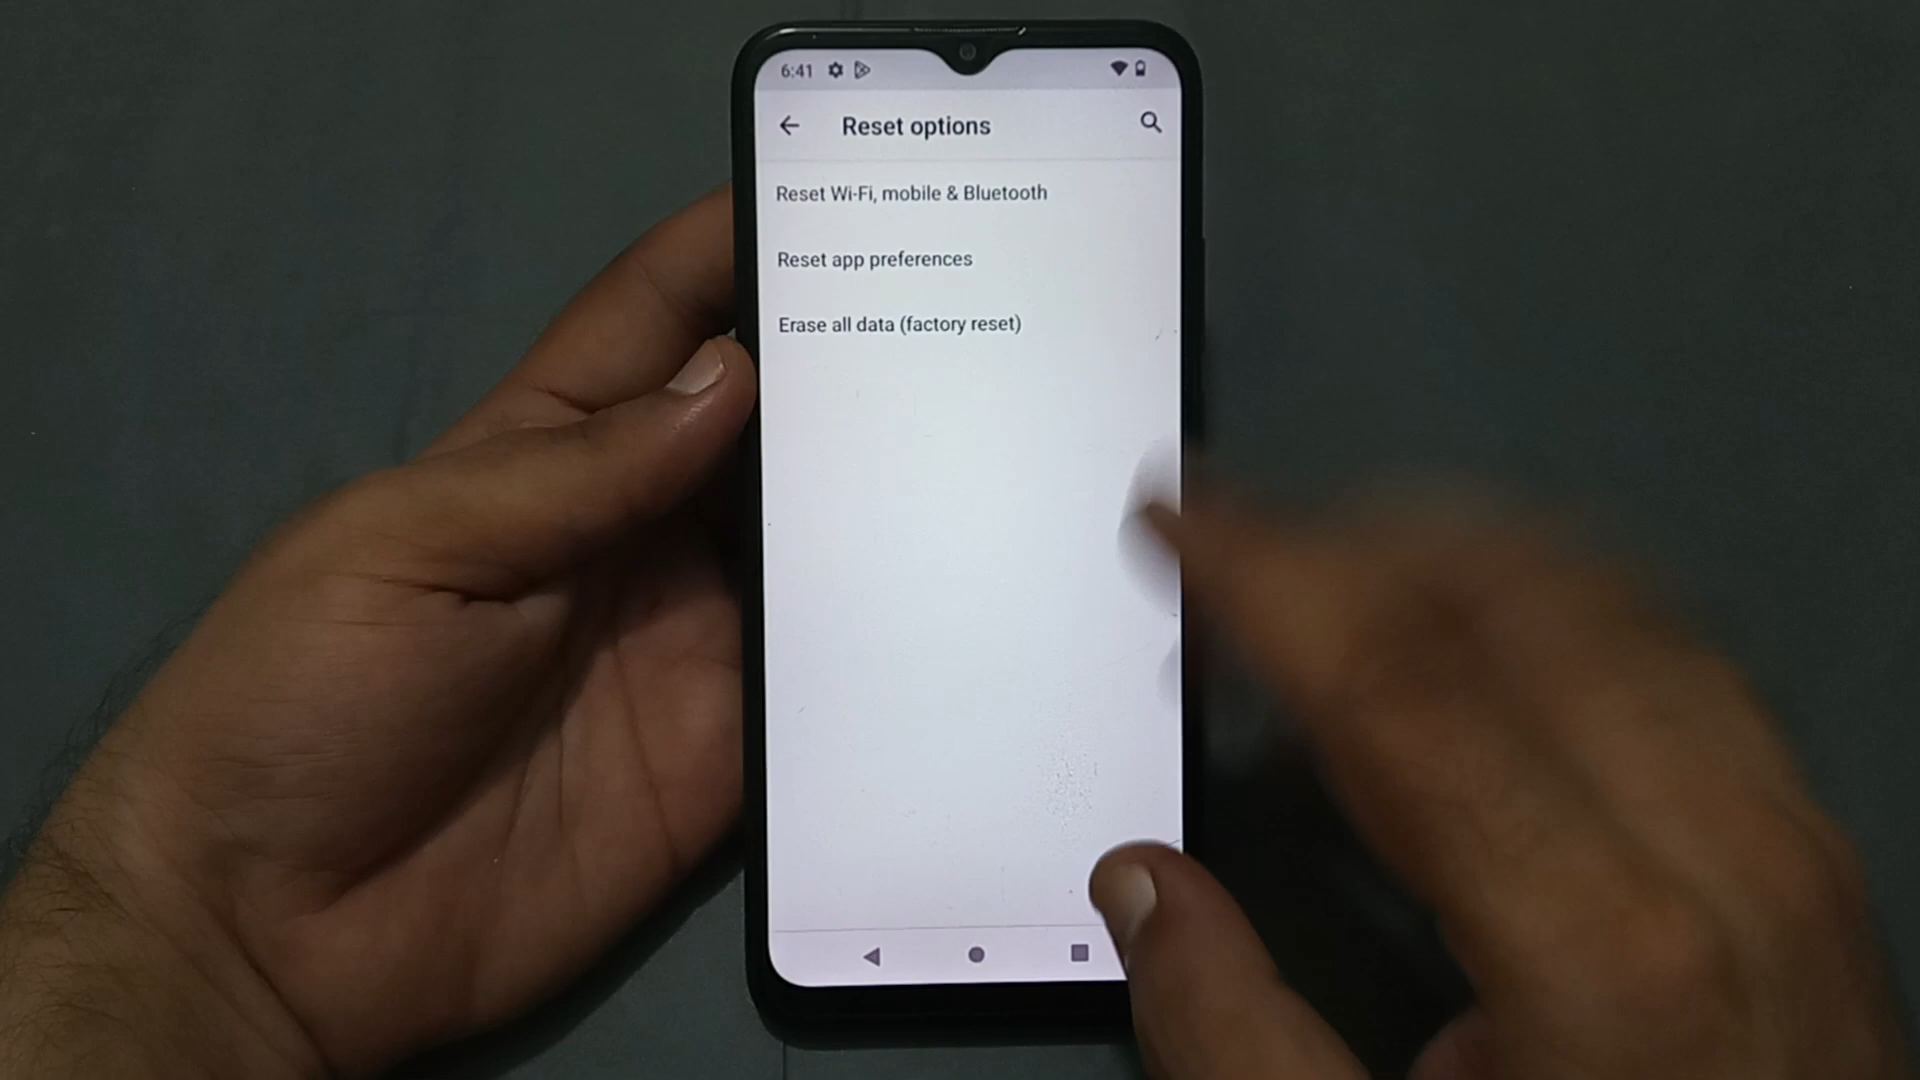 6:41
Reset options
Reset Wi-Fi, mobile & Bluetooth
Reset app preferences
Erase all data (factory reset)